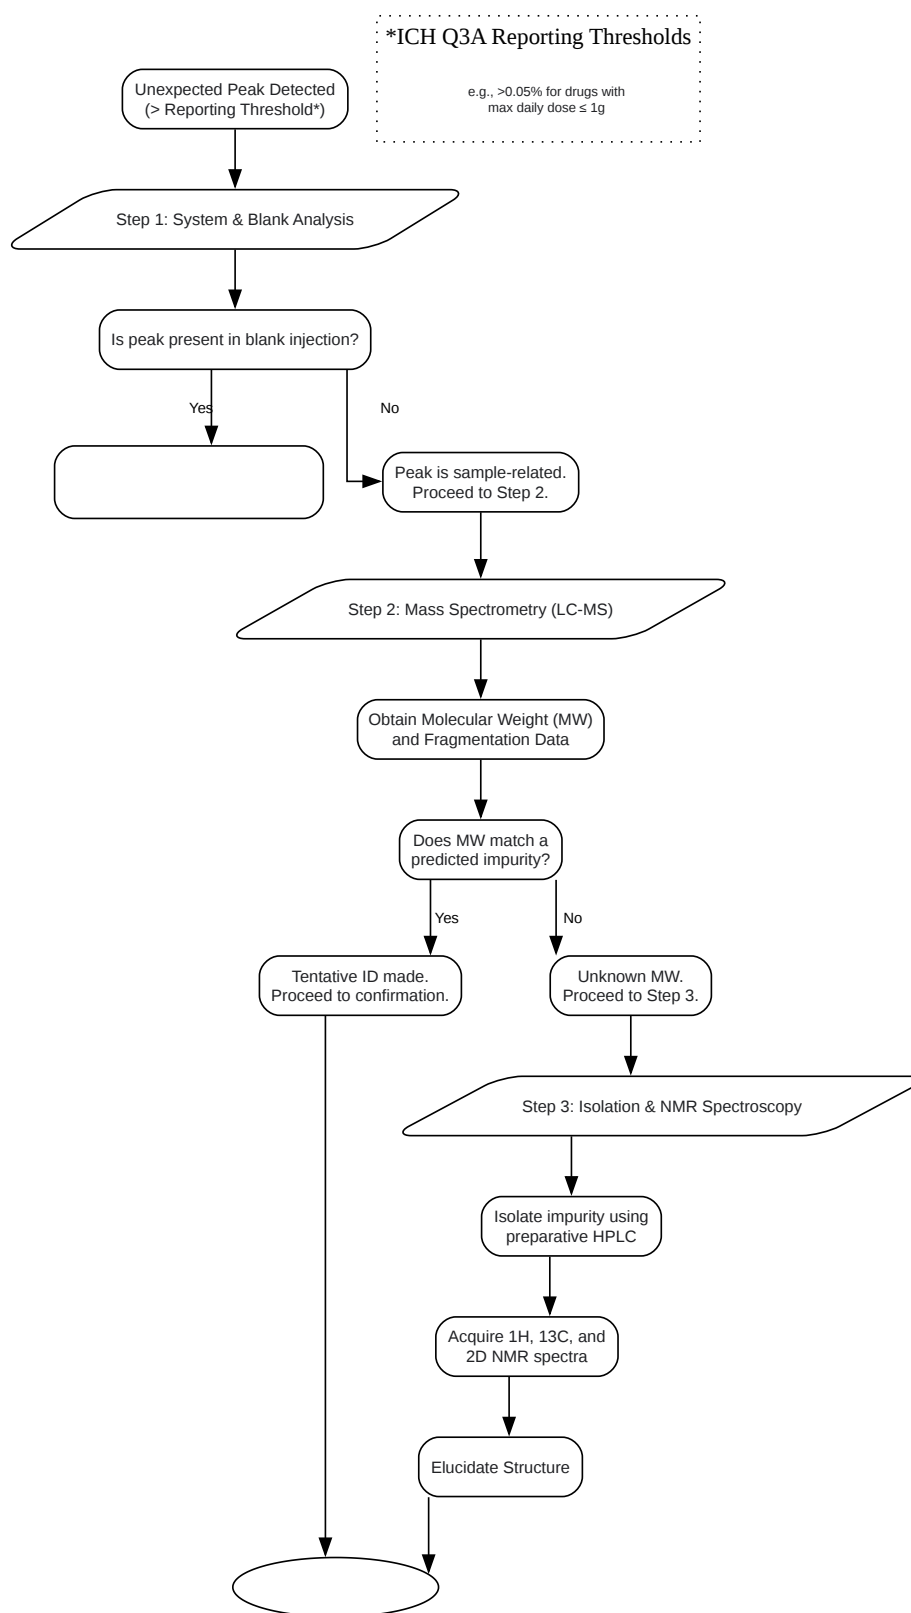 *ICH Q3A Reporting Thresholds
e.g., >0.05% for drugs with
max daily dose ≤ 1g
Unexpected Peak Detected
(> Reporting Threshold*)
Step 1: System & Blank Analysis
Is peak present in blank injection?
Yes
No
Peak is sample-related.
Proceed to Step 2.
Step 2: Mass Spectrometry (LC-MS)
Obtain Molecular Weight (MW)
and Fragmentation Data
Does MW match a
predicted impurity?
Yes
No
Tentative ID made.
Proceed to confirmation.
Unknown MW.
Proceed to Step 3.
Step 3: Isolation & NMR Spectroscopy
Isolate impurity using
preparative HPLC
Acquire 1H, 13C, and
2D NMR spectra
Elucidate Structure